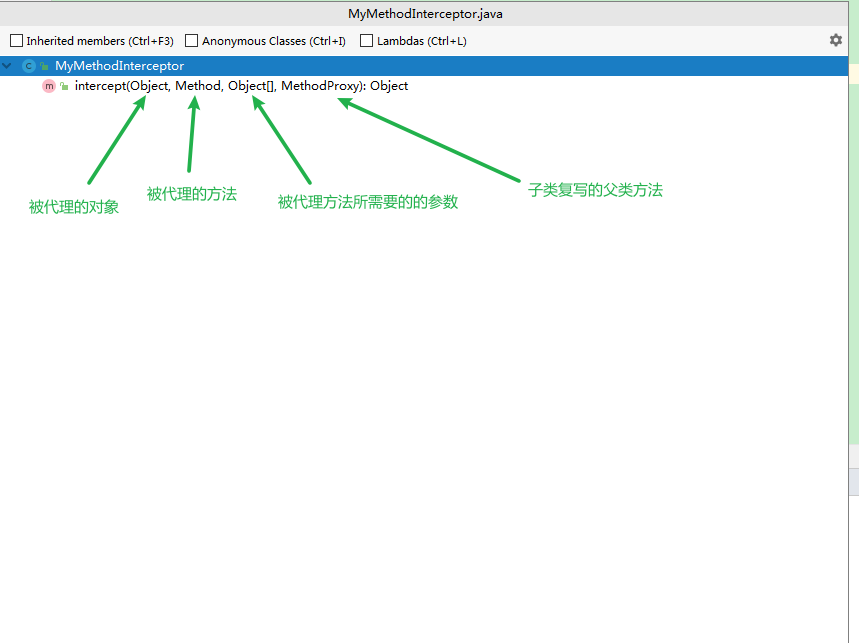 MyMethodInterceptor.java
Inherited members (Ctrl+F3) Anonymous Classes (Ctrl+I) Lambdas (Ctrl+L)
C MyMethodInterceptor
m intercept(Object, Method, Object[], MethodProxy): Object
被代理的对象 被代理的方法 被代理方法所需要的的参数 子类复写的父类方法